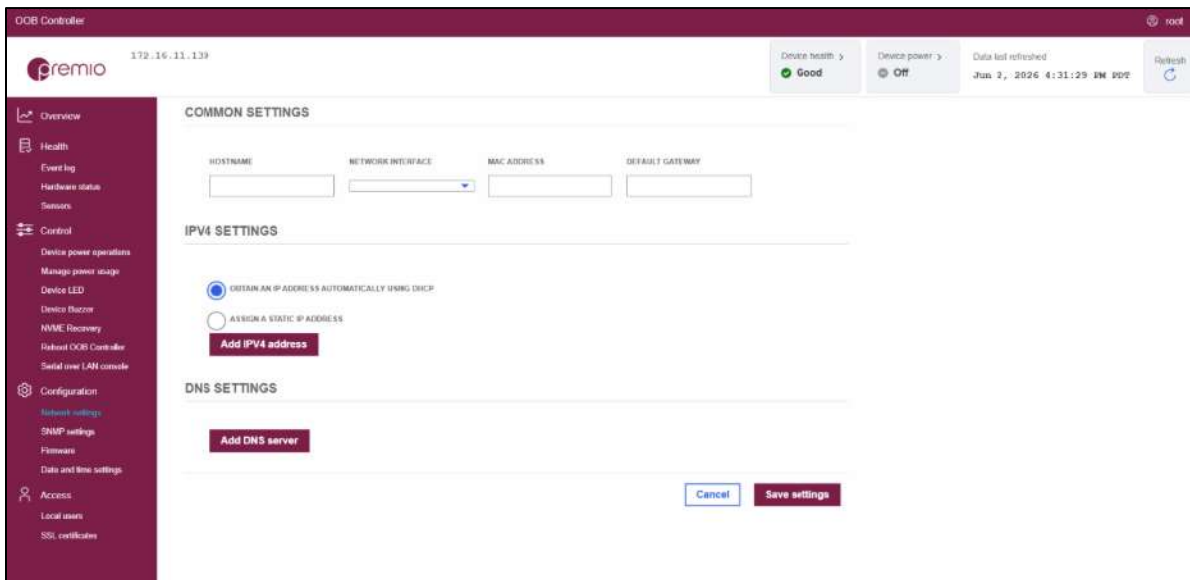 OOB Controller
root
premio
172.16.11.139
Device health >
Good
Device power >
Off
Data last refreshed
Jun 2, 2026 4:31:29 PM PDT
Refresh
Overview
Health
Event log
Hardware status
Sensors
Control
Device power operations
Manage power usage
Device LED
Device Buzzer
NVME Recovery
Reboot OOB Controller
Serial over LAN console
Configuration
Network settings
SNMP settings
Firmware
Date and time settings
Access
Local users
SSL certificates
COMMON SETTINGS
HOSTNAME
NETWORK INTERFACE
MAC ADDRESS
DEFAULT GATEWAY
IPV4 SETTINGS
OBTAIN AN IP ADDRESS AUTOMATICALLY USING DHCP
ASSIGN A STATIC IP ADDRESS
Add IPV4 address
DNS SETTINGS
Add DNS server
Cancel
Save settings